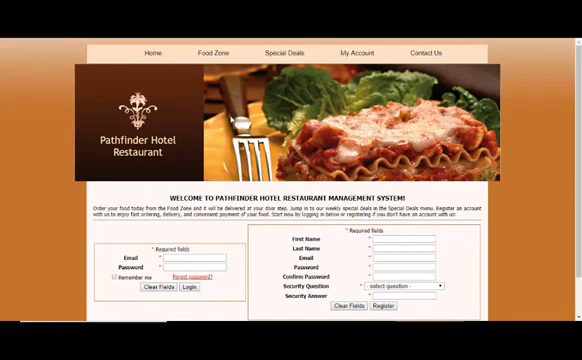 Home Food Zone Special Deals My Account Contact Us
Pathfinder Hotel
Restaurant
WELCOME TO PATHFINDER HOTEL RESTAURANT MANAGEMENT SYSTEM!
Order your food today from the Food Zone and it will be delivered at your door step. Jump in to our weekly special deals in the Special Deals menu. Register an account
with us to enjoy fast ordering, delivery, and convenient payment of your food. Start now by logging in below or registering if you don't have an account with us:
* Required fields
Email *
Password *
Remember me Forgot password?
Clear Fields Login
* Required fields
First Name *
Last Name *
Email *
Password *
Confirm Password *
Security Question * - select question -
Security Answer *
Clear Fields Register